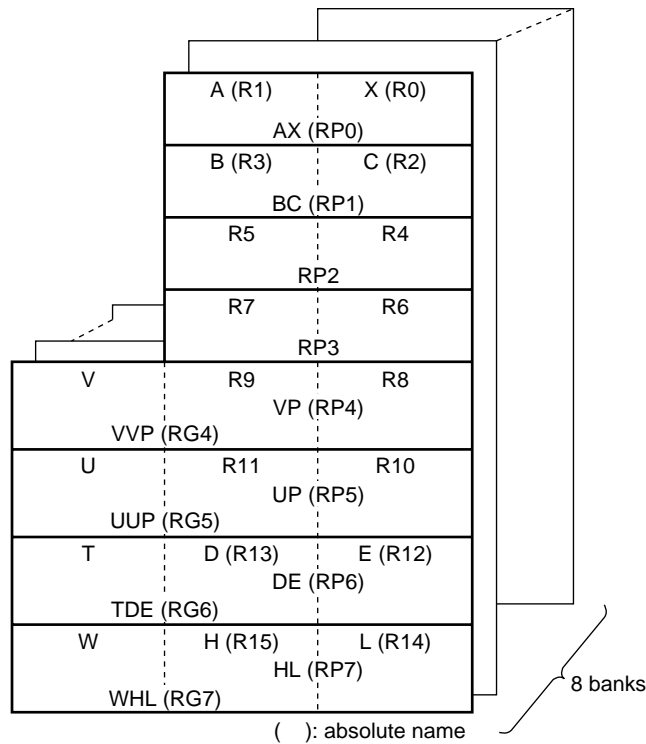 A (R1) X (R0)
AX (RP0)
B (R3) C (R2)
BC (RP1)
R5 R4
RP2
R7 R6
RP3
V R9 R8
VP (RP4)
VVP (RG4)
U R11 R10
UP (RP5)
UUP (RG5)
T D (R13) E (R12)
DE (RP6)
TDE (RG6)
W H (R15) L (R14)
HL (RP7)
WHL (RG7)
8 banks
( ): absolute name